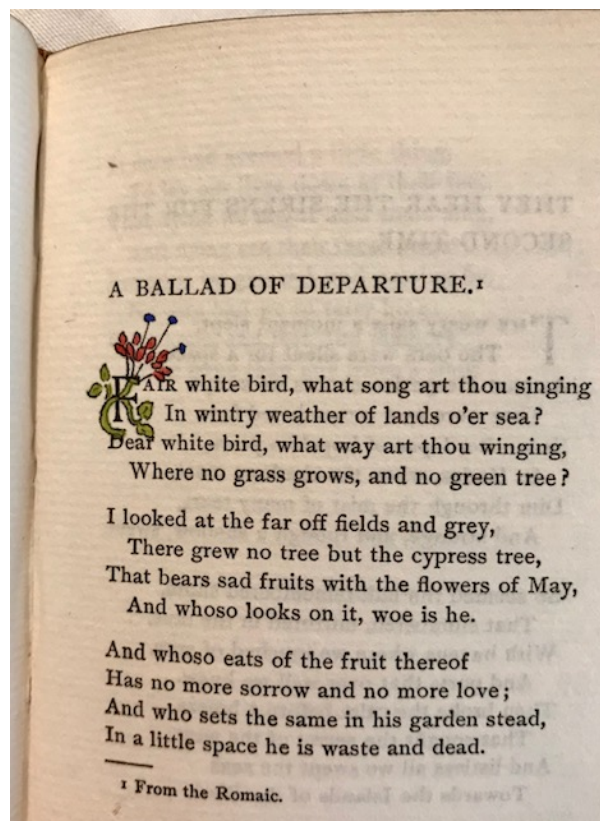 A BALLAD OF DEPARTURE.¹
FAIR white bird, what song art thou singing
In wintry weather of lands o'er sea?
Dear white bird, what way art thou winging,
Where no grass grows, and no green tree?
I looked at the far off fields and grey,
There grew no tree but the cypress tree,
That bears sad fruits with the flowers of May,
And whoso looks on it, woe is he.
And whoso eats of the fruit thereof
Has no more sorrow and no more love;
And who sets the same in his garden stead,
In a little space he is waste and dead.
¹ From the Romaic.